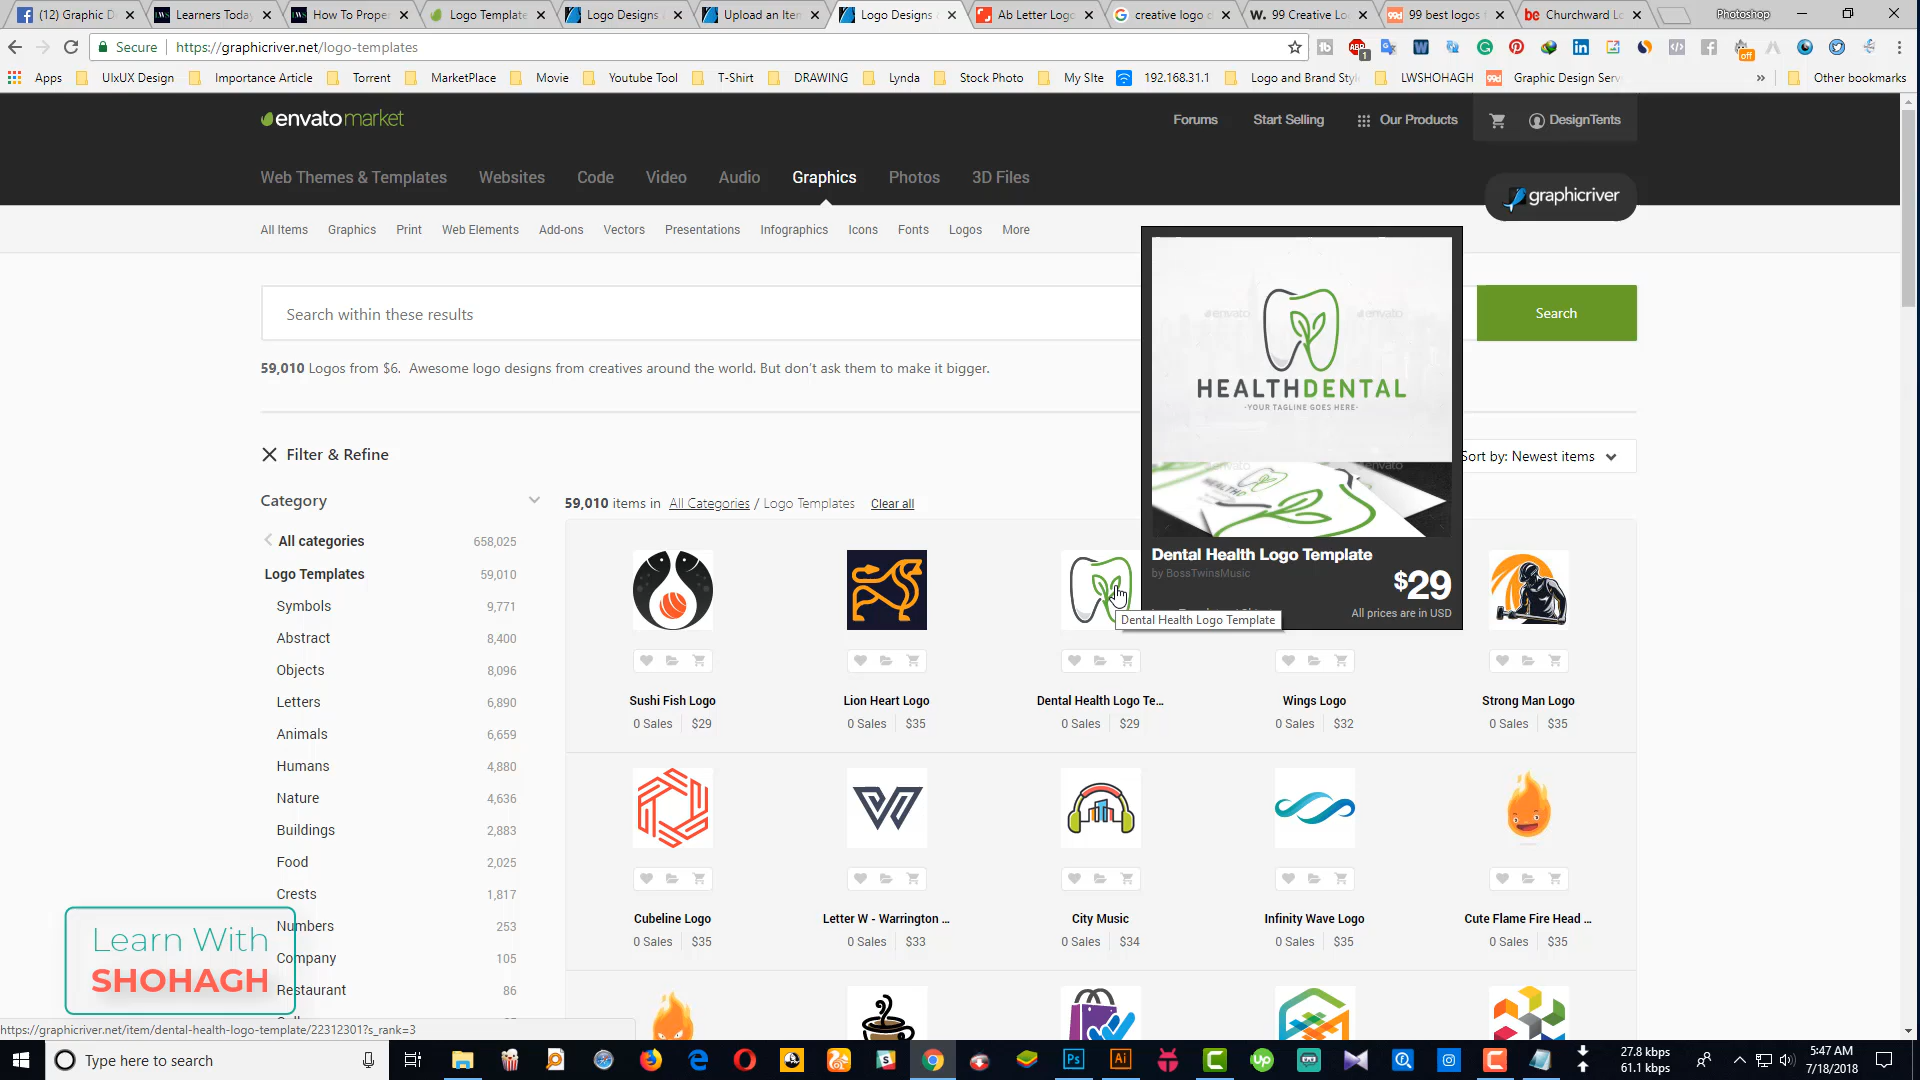 (12) Graphic D
Learners Today
How To Prope
Logo Template
Logo Designs
Upload an Item
Logo Designs
Ab Letter Logo
creative logo c
99 Creative Lo
99 best logos
Churchward Lo
Photoshop
Secure
https://graphicriver.net/logo-templates
Apps
UIxUX Design
Importance Article
Torrent
MarketPlace
Movie
Youtube Tool
T-Shirt
DRAWING
Lynda
Stock Photo
My SIte
192.168.31.1
Logo and Brand Style
LWSHOHAGH
Graphic Design Serv
Other bookmarks
envatomarket
Forums
Start Selling
Our Products
DesignTents
Web Themes & Templates
Websites
Code
Video
Audio
Graphics
Photos
3D Files
graphicriver
All Items
Graphics
Print
Web Elements
Add-ons
Vectors
Presentations
Infographics
Icons
Fonts
Logos
More
Search within these results
Search
59,010 Logos from $6. Awesome logo designs from creatives around the world. But don't ask them to make it bigger.
envato
envato
HEALTHDENTAL
-YOUR TAGLINE GOES HERE-
Dental Health Logo Template
by BossTwinsMusic
$29
All prices are in USD
Dental Health Logo Template
Filter & Refine
Sort by: Newest items
Category
59,010 items in All Categories / Logo Templates Clear all
All categories 658,025
Logo Templates 59,010
Symbols 9,771
Abstract 8,400
Objects 8,096
Letters 6,890
Animals 6,659
Humans 4,880
Nature 4,636
Buildings 2,883
Food 2,025
Crests 1,817
Numbers 253
Company 105
Restaurant 86
Sushi Fish Logo
0 Sales $29
Lion Heart Logo
0 Sales $35
Dental Health Logo Te...
0 Sales $29
Wings Logo
0 Sales $32
Strong Man Logo
0 Sales $35
Cubeline Logo
0 Sales $35
Letter W - Warrington ...
0 Sales $33
City Music
0 Sales $34
Infinity Wave Logo
0 Sales $35
Cute Flame Fire Head ...
0 Sales $35
Learn With
SHOHAGH
https://graphicriver.net/item/dental-health-logo-template/22312301?s_rank=3
Type here to search
27.8 kbps
61.1 kbps
5:47 AM
7/18/2018